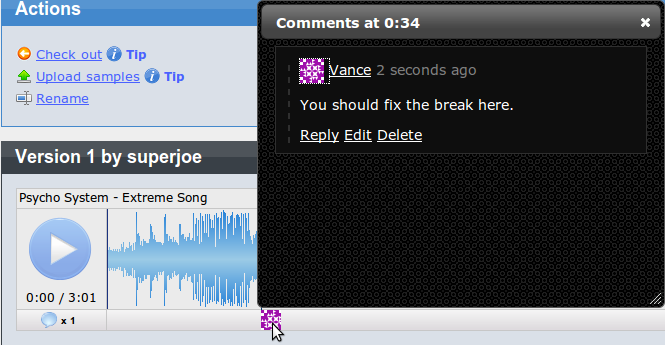 Actions
Check out Tip
Upload samples Tip
Rename
Version 1 by superjoe
Psycho System - Extreme Song
0:00 / 3:01
x 1
Comments at 0:34
Vance 2 seconds ago
You should fix the break here.
Reply Edit Delete